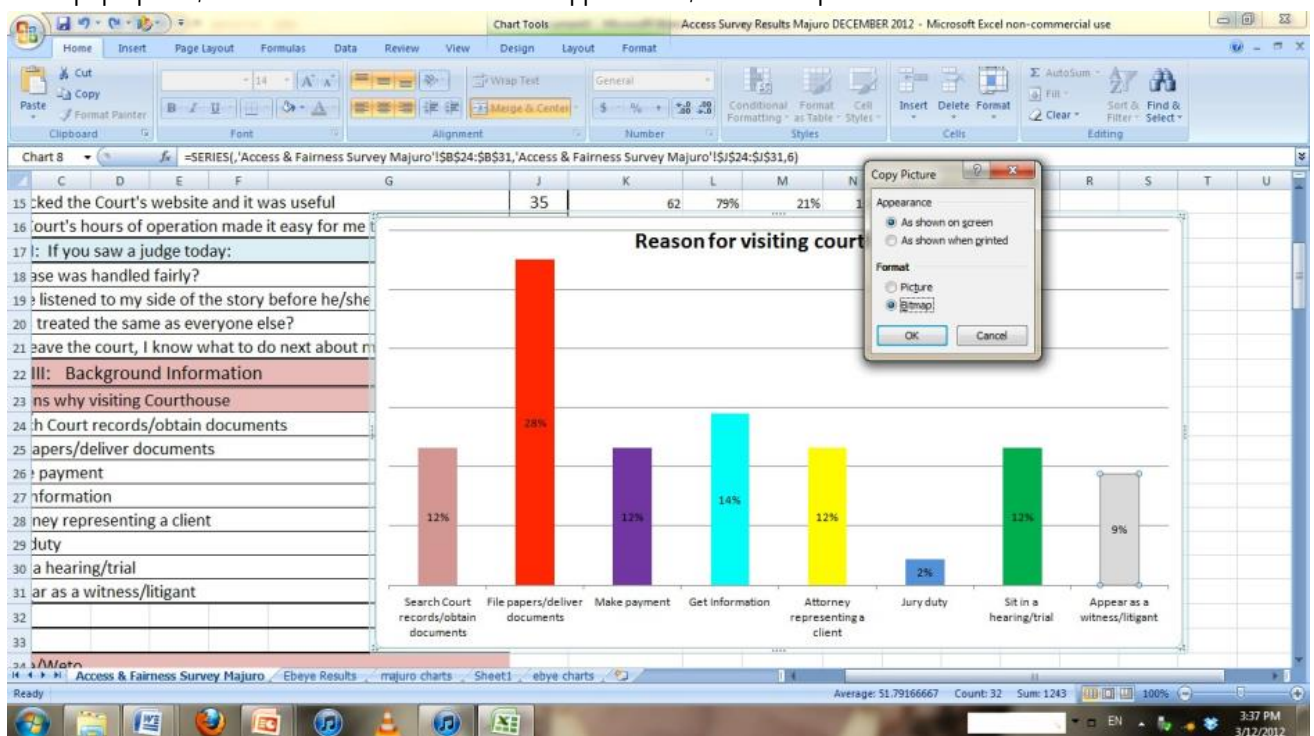 Chart Tools
Access Survey Results Majuro DECEMBER 2012 - Microsoft Excel non-commercial use
Home Insert Page Layout Formulas Data Review View Design Layout Format
Paste
Cut
Copy
Format Painter
Clipboard
14
B I U
Font
Wrap Text
Merge & Center
Alignment
General
$ % ,
Number
Conditional Formatting
Format as Table
Cell Styles
Styles
Insert Delete Format
Cells
Σ AutoSum
Fill
Clear
Sort & Filter
Find & Select
Editing
Chart 8 fx =SERIES(,'Access & Fairness Survey Majuro'!$B$24:$B$31,'Access & Fairness Survey Majuro'!$J$24:$J$31,6)
C D E F G J K L M N R S T U
15 cked the Court's website and it was useful 35 62 79% 21%
16 ourt's hours of operation made it easy for me t
17 I: If you saw a judge today:
18 ase was handled fairly?
19 e listened to my side of the story before he/she
20 treated the same as everyone else?
21 eave the court, I know what to do next about m
22 III: Background Information
23 ns why visiting Courthouse
24 h Court records/obtain documents
25 apers/deliver documents
26 e payment
27 nformation
28 ney representing a client
29 duty
30 a hearing/trial
31 ar as a witness/litigant
32
33
Reason for visiting court
12%
28%
12%
14%
12%
2%
12%
9%
Search Court records/obtain documents
File papers/deliver documents
Make payment
Get Information
Attorney representing a client
Jury duty
Sit in a hearing/trial
Appear as a witness/litigant
Copy Picture
Appearance
As shown on screen
As shown when printed
Format
Picture
Bitmap
OK Cancel
Access & Fairness Survey Majuro Ebeye Results majuro charts Sheet1 ebye charts
Ready Average: 51.79166667 Count: 32 Sum: 1243 100%
EN
3:37 PM
3/12/2012